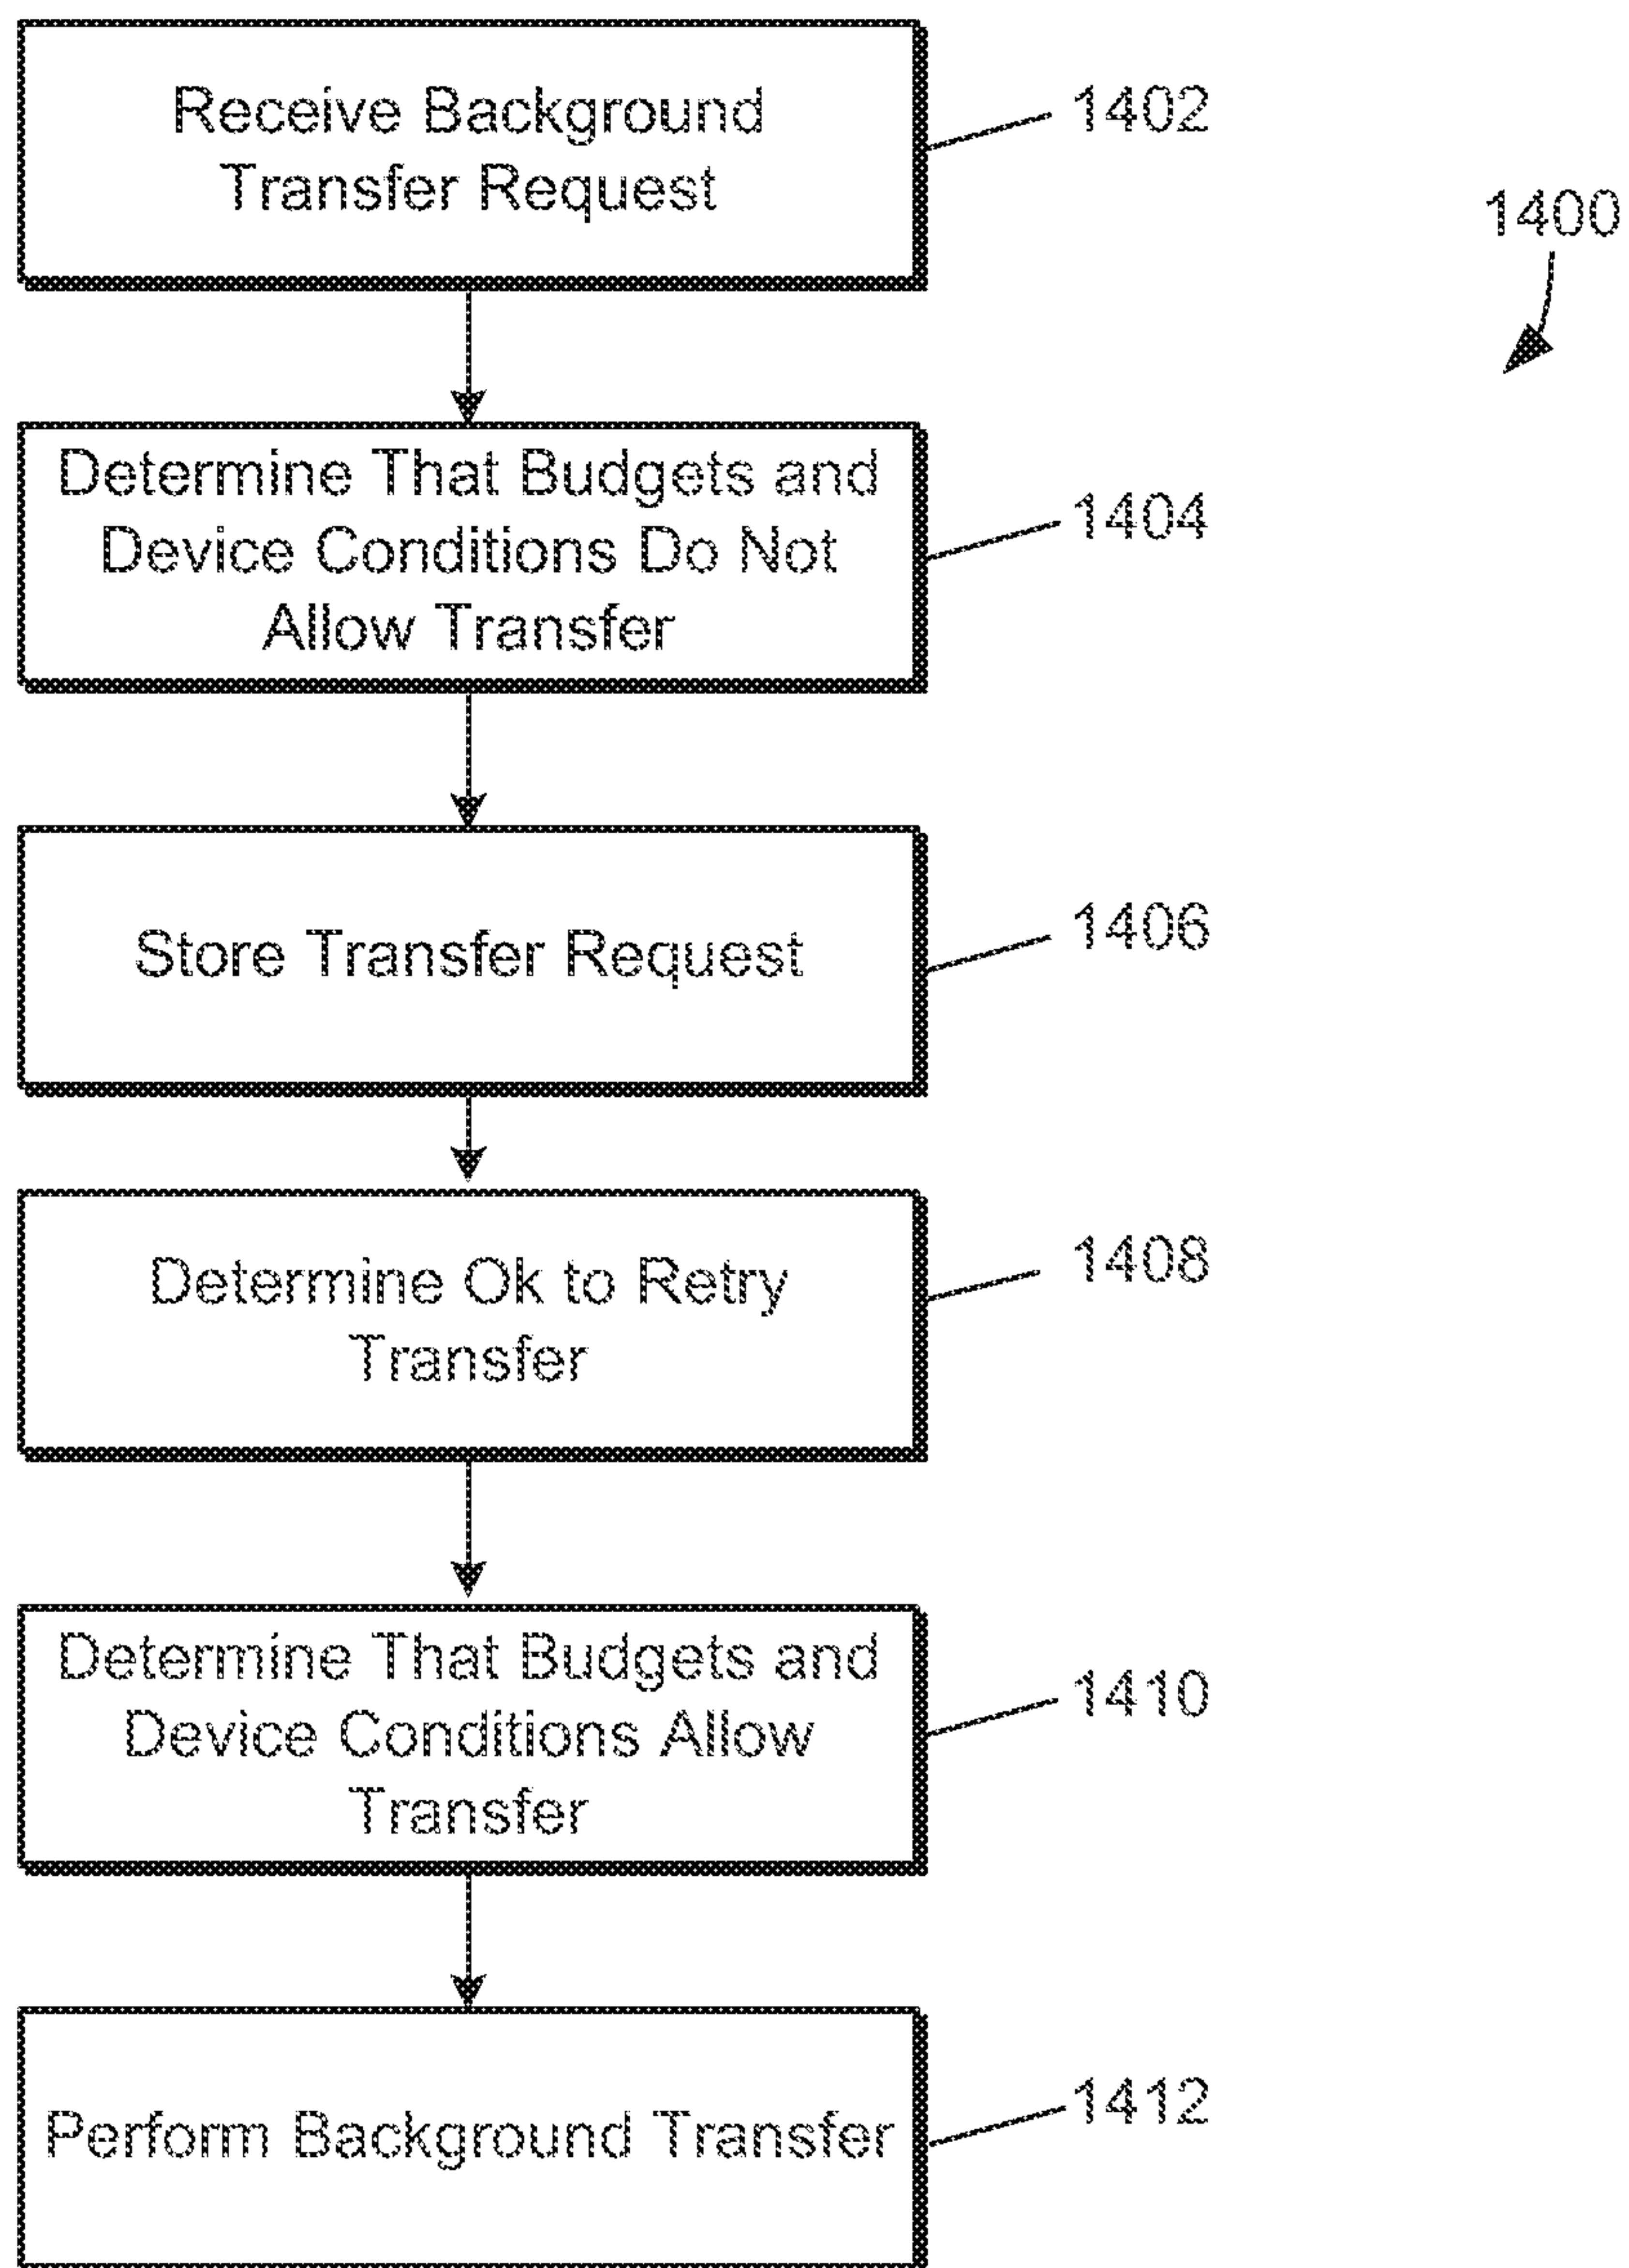 Receive Background
Transfer Request
1402
1400
Determine That Budgets and
Device Conditions Do Not
Allow Transfer
1404
Store Transfer Request
1406
Determine Ok to Retry
Transfer
1408
Determine That Budgets and
Device Conditions Allow
Transfer
1410
Perform Background Transfer
1412